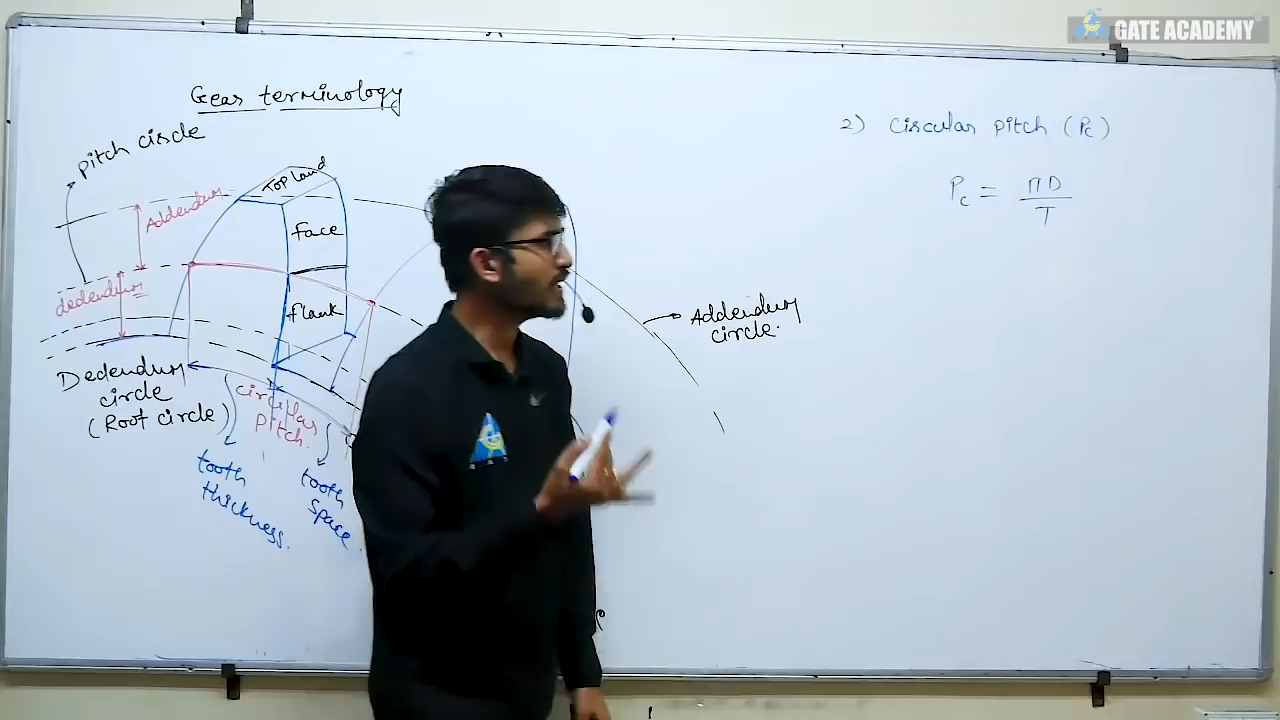 GATE ACADEMY
Gear terminology
pitch circle
Top land
Addendum
face
dedendum
flank
Addendum
circle.
Dedendum
circle
(Root circle)
circular
Pitch.
tooth
thickness.
tooth
space.
2) circular pitch (Pc)
Pc = ΠD
T